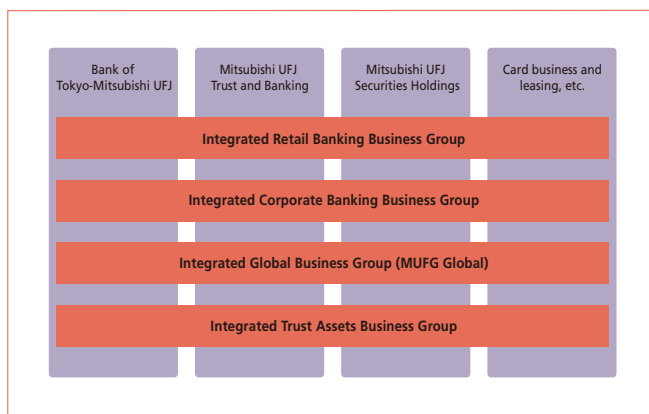 Bank of
Tokyo-Mitsubishi UFJ
Mitsubishi UFJ
Trust and Banking
Mitsubishi UFJ
Securities Holdings
Card business and
leasing, etc.
Integrated Retail Banking Business Group
Integrated Corporate Banking Business Group
Integrated Global Business Group (MUFG Global)
Integrated Trust Assets Business Group